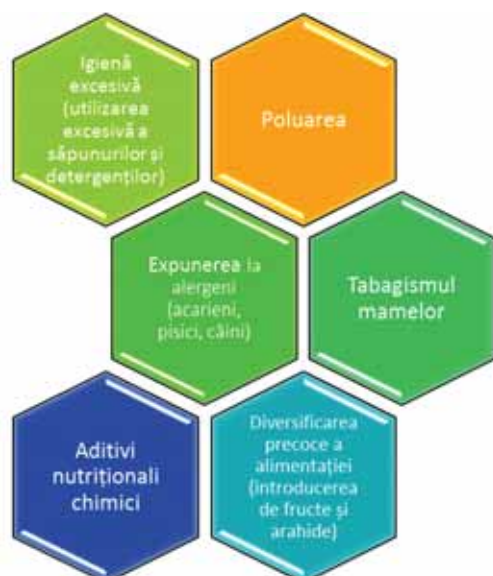 Igienă
excesivă
(utilizarea
excesivă a
săpunurilor și
detergenților)
Poluarea
Expunerea la
alergeni
(acarieni,
pisici, câini)
Tabagismul
mamelor
Aditivi
nutriționali
chimici
Diversificarea
precoce a
alimentației
(introducerea
de fructe și
arahide)